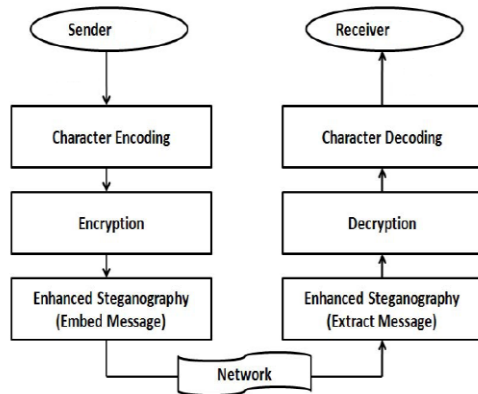 Sender
Receiver
Character Encoding
Character Decoding
Encryption
Decryption
Enhanced Steganography
(Embed Message)
Enhanced Steganography
(Extract Message)
Network